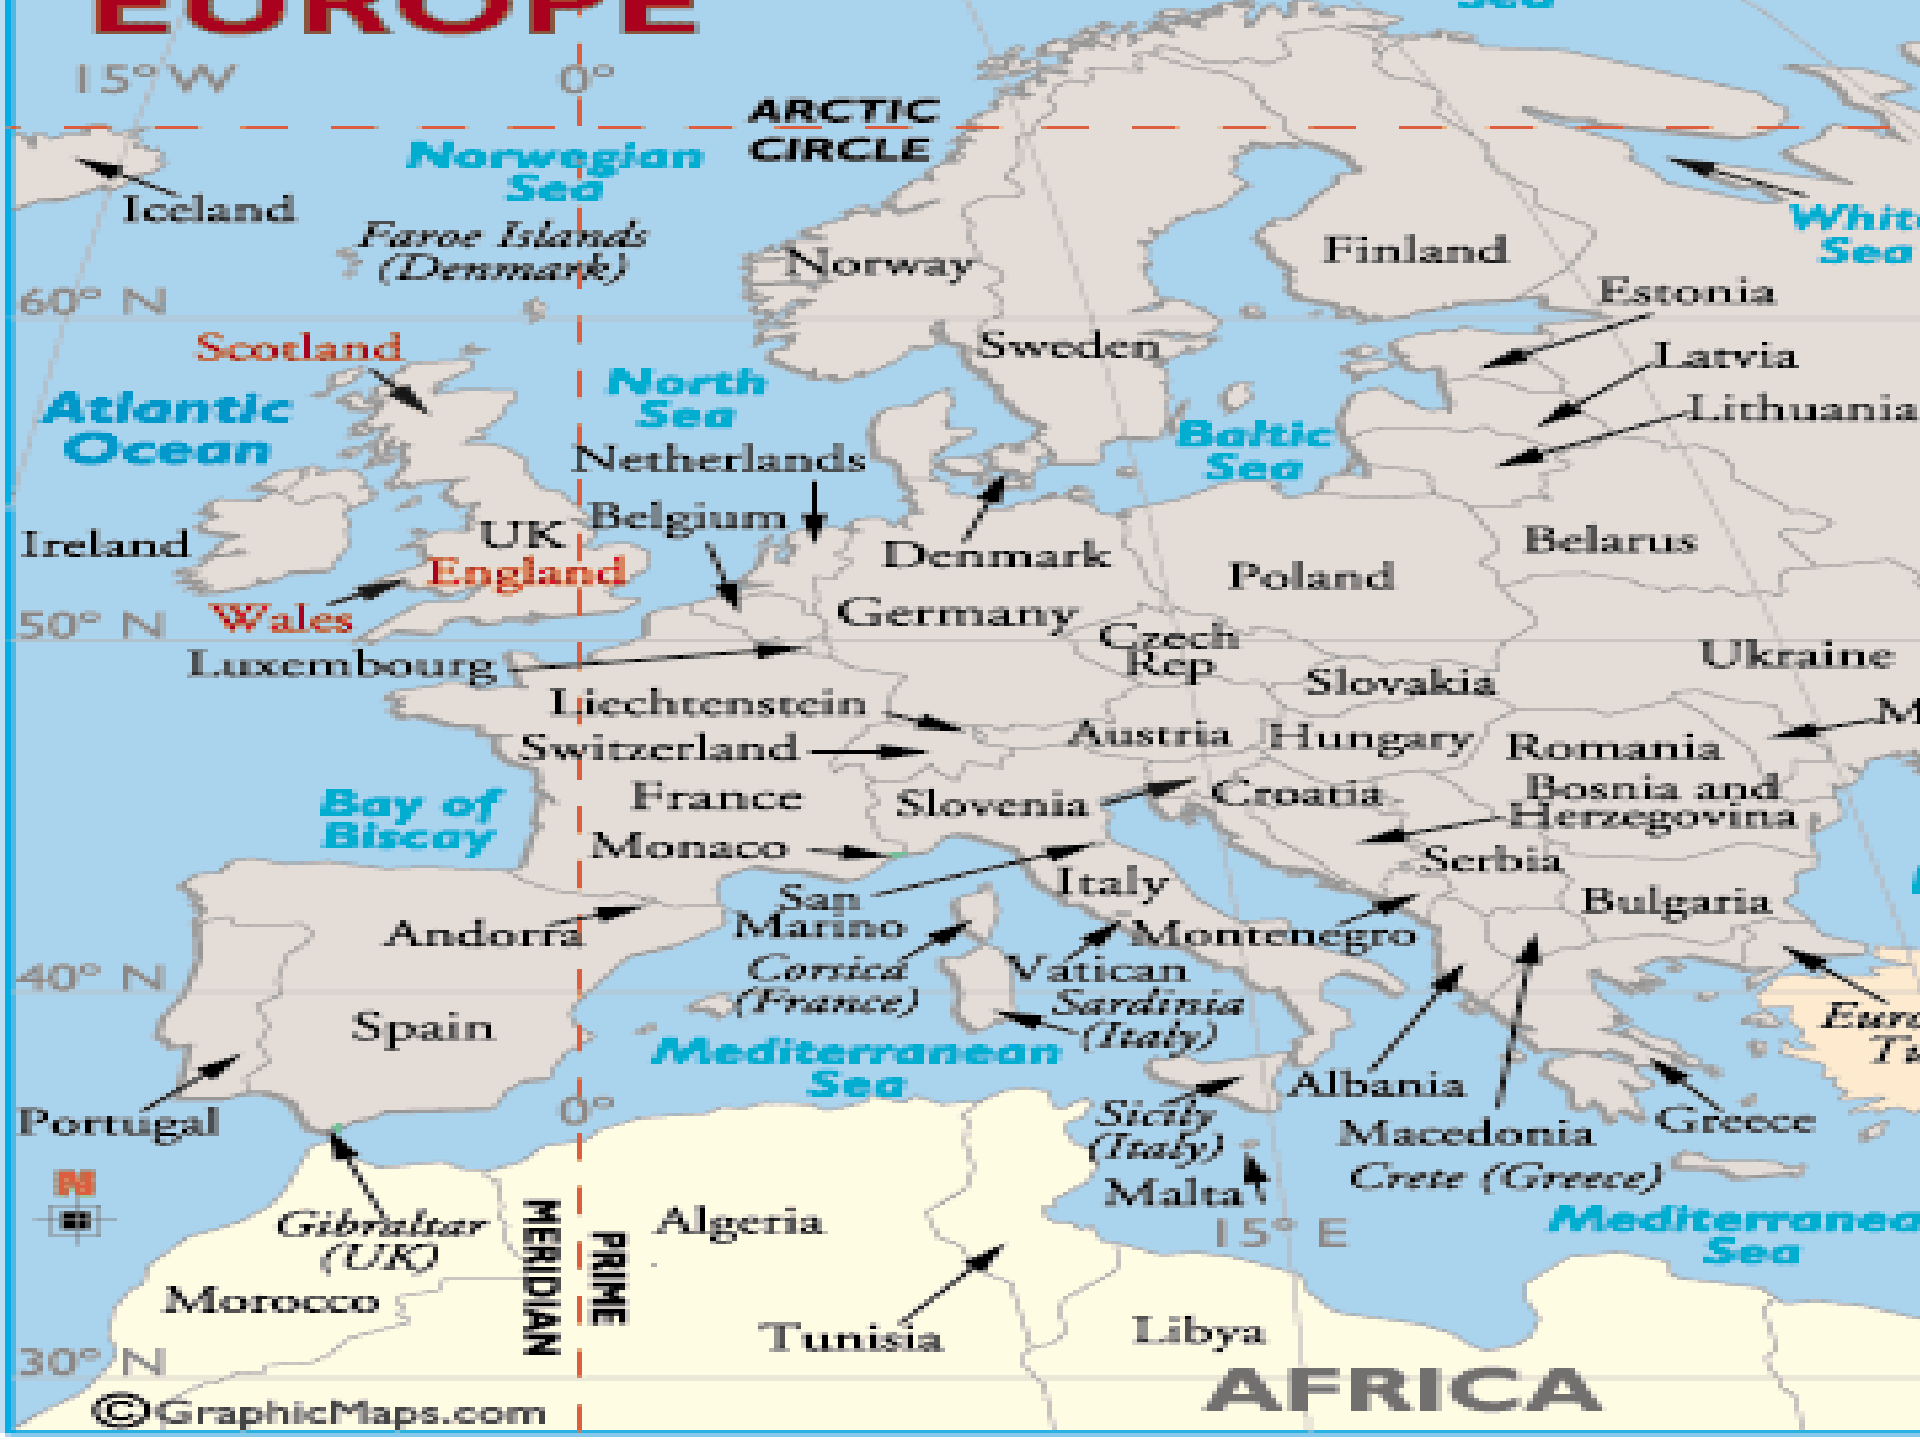 EUROPE
Sea
15° W
0°
ARCTIC
CIRCLE
Norwegian
Sea
Iceland
Faroe Islands
(Denmark)
Norway
Finland
White
Sea
60° N
Estonia
Scotland
Sweden
Latvia
North
Sea
Atlantic
Ocean
Lithuania
Baltic
Sea
Netherlands
Belgium
Ireland
UK
England
Denmark
Belarus
Poland
Wales
50° N
Germany
Czech
Rep
Luxembourg
Ukraine
Slovakia
Liechtenstein
M
Austria
Hungary
Romania
Switzerland
Bay of
Biscay
France
Slovenia
Croatia
Bosnia and
Herzegovina
Monaco
Serbia
San
Marino
Italy
Bulgaria
Andorra
Montenegro
40° N
Corsica
(France)
Vatican
Sardinia
(Italy)
Spain
Euro
Tu
Mediterranean
Sea
Portugal
0°
Albania
Sicily
(Italy)
Macedonia
Greece
Crete (Greece)
Malta
N
Gibraltar
(UK)
Algeria
15° E
Mediterranea
Sea
PRIME
MERIDIAN
Morocco
Tunisia
Libya
30° N
AFRICA
©GraphicMaps.com